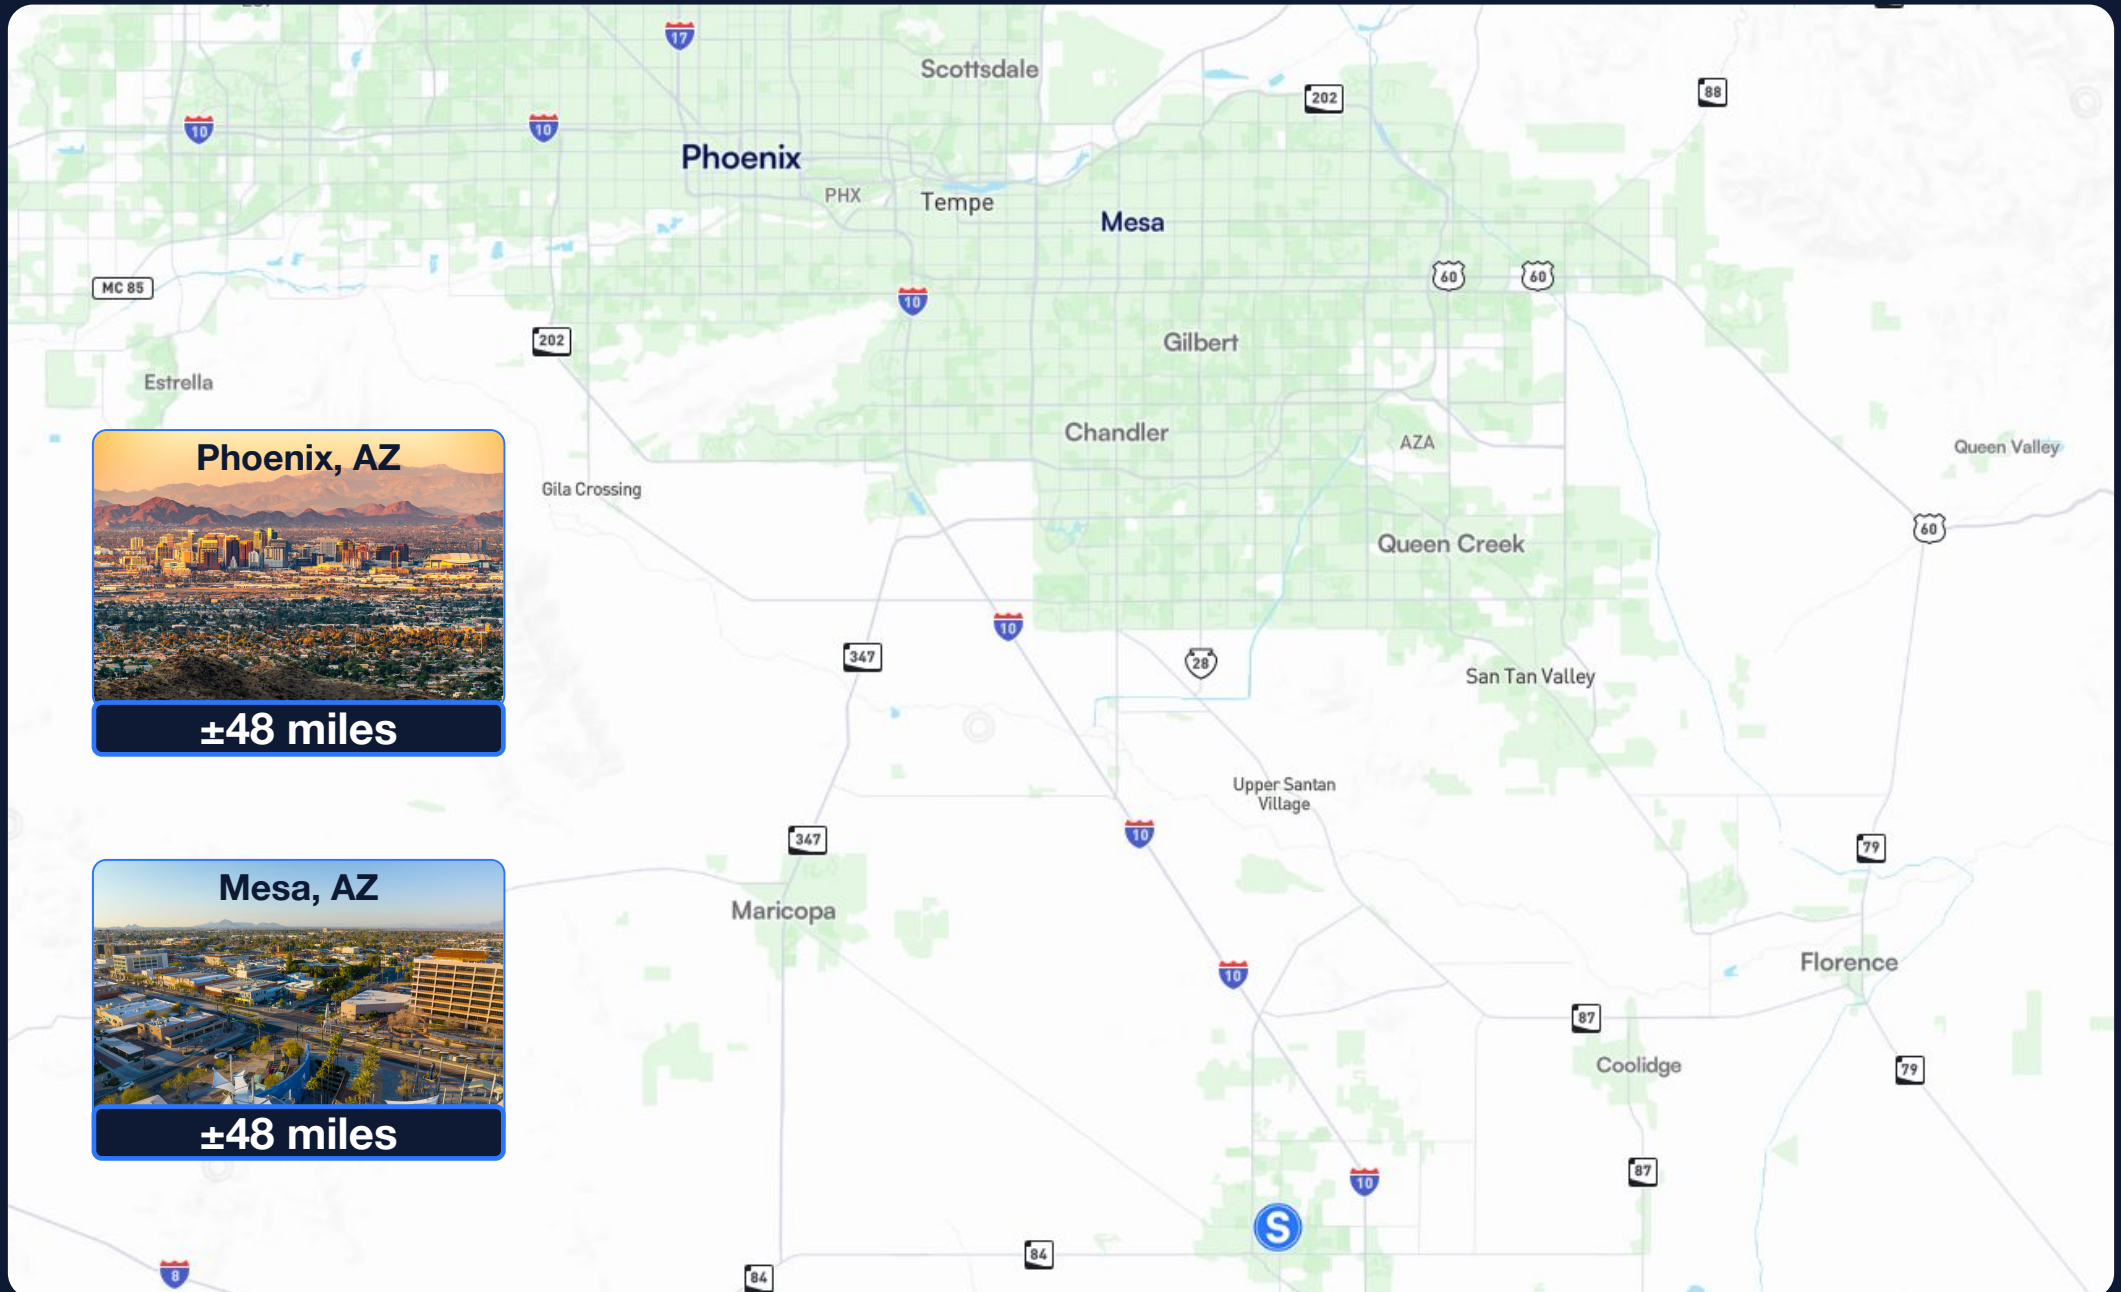 17
Scottsdale
88
202
10
10
Phoenix
PHX
Tempe
Mesa
60
60
MC 85
10
202
Gilbert
Estrella
Chandler
AZA
Queen Valley
Phoenix, AZ
Gila Crossing
60
Queen Creek
10
347
28
San Tan Valley
±48 miles
Upper Santan
Village
10
347
79
Mesa, AZ
Maricopa
Florence
10
87
Coolidge
79
±48 miles
87
10
S
84
8
84